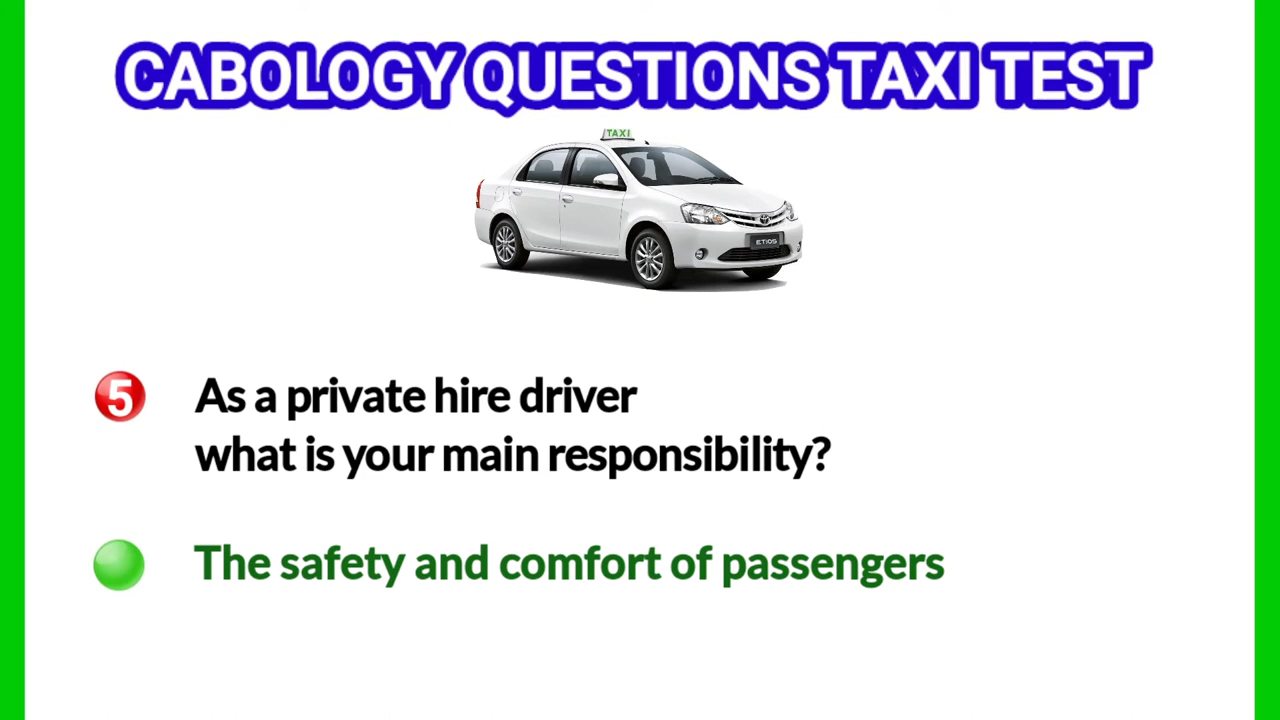 CABOLOGY QUESTIONS TAXI TEST
TAXI
ETIOS
5 As a private hire driver
what is your main responsibility?
The safety and comfort of passengers